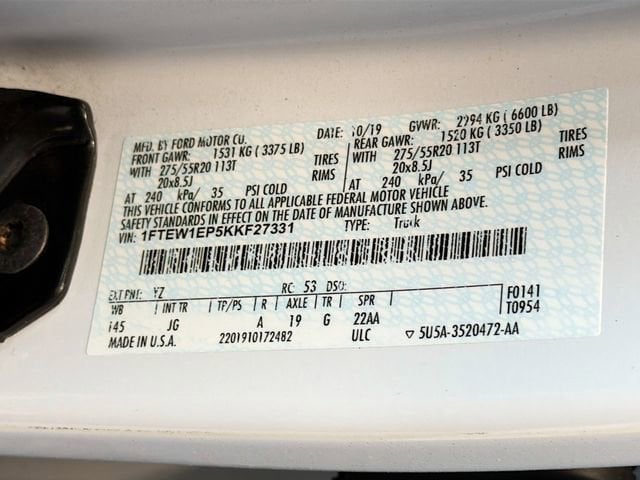 MFD. BY FORD MOTOR CO. DATE: 10/19 GVWR: 2994 KG ( 6600 LB)
FRONT GAWR: 1531 KG ( 3375 LB) REAR GAWR: 1520 KG ( 3350 LB)
WITH 275/55R20 113T TIRES WITH 275/55R20 113T TIRES
20x8.5J RIMS 20x8.5J RIMS
AT 240 kPa/ 35 PSI COLD AT 240 kPa/ 35 PSI COLD
THIS VEHICLE CONFORMS TO ALL APPLICABLE FEDERAL MOTOR VEHICLE
SAFETY STANDARDS IN EFFECT ON THE DATE OF MANUFACTURE SHOWN ABOVE.
VIN: 1FTEW1EP5KKF27331 TYPE: Truck
EXT PNT: YZ RC: 53 DSO: F0141
WB INT TR TP/PS R AXLE TR SPR T0954
145 JG A 19 G 22AA
MADE IN U.S.A. 2201910172482 ULC ▽ 5U5A-3520472-AA